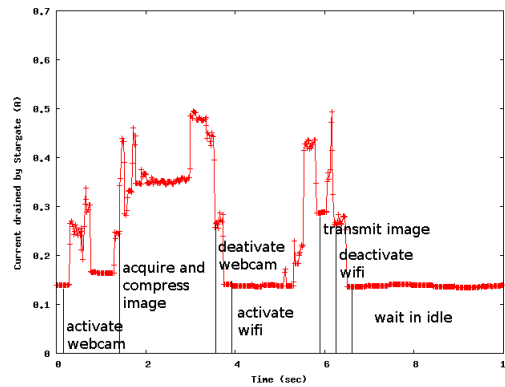 0.7
0.6
0.5
0.4
0.3
0.2
0.1
0
Current drained by Stargate (A)
activate
webcam
acquire and
compress
image
deativate
webcam
activate
wifi
transmit image
deactivate
wifi
wait in idle
0
2
4
6
8
1
Time (sec)